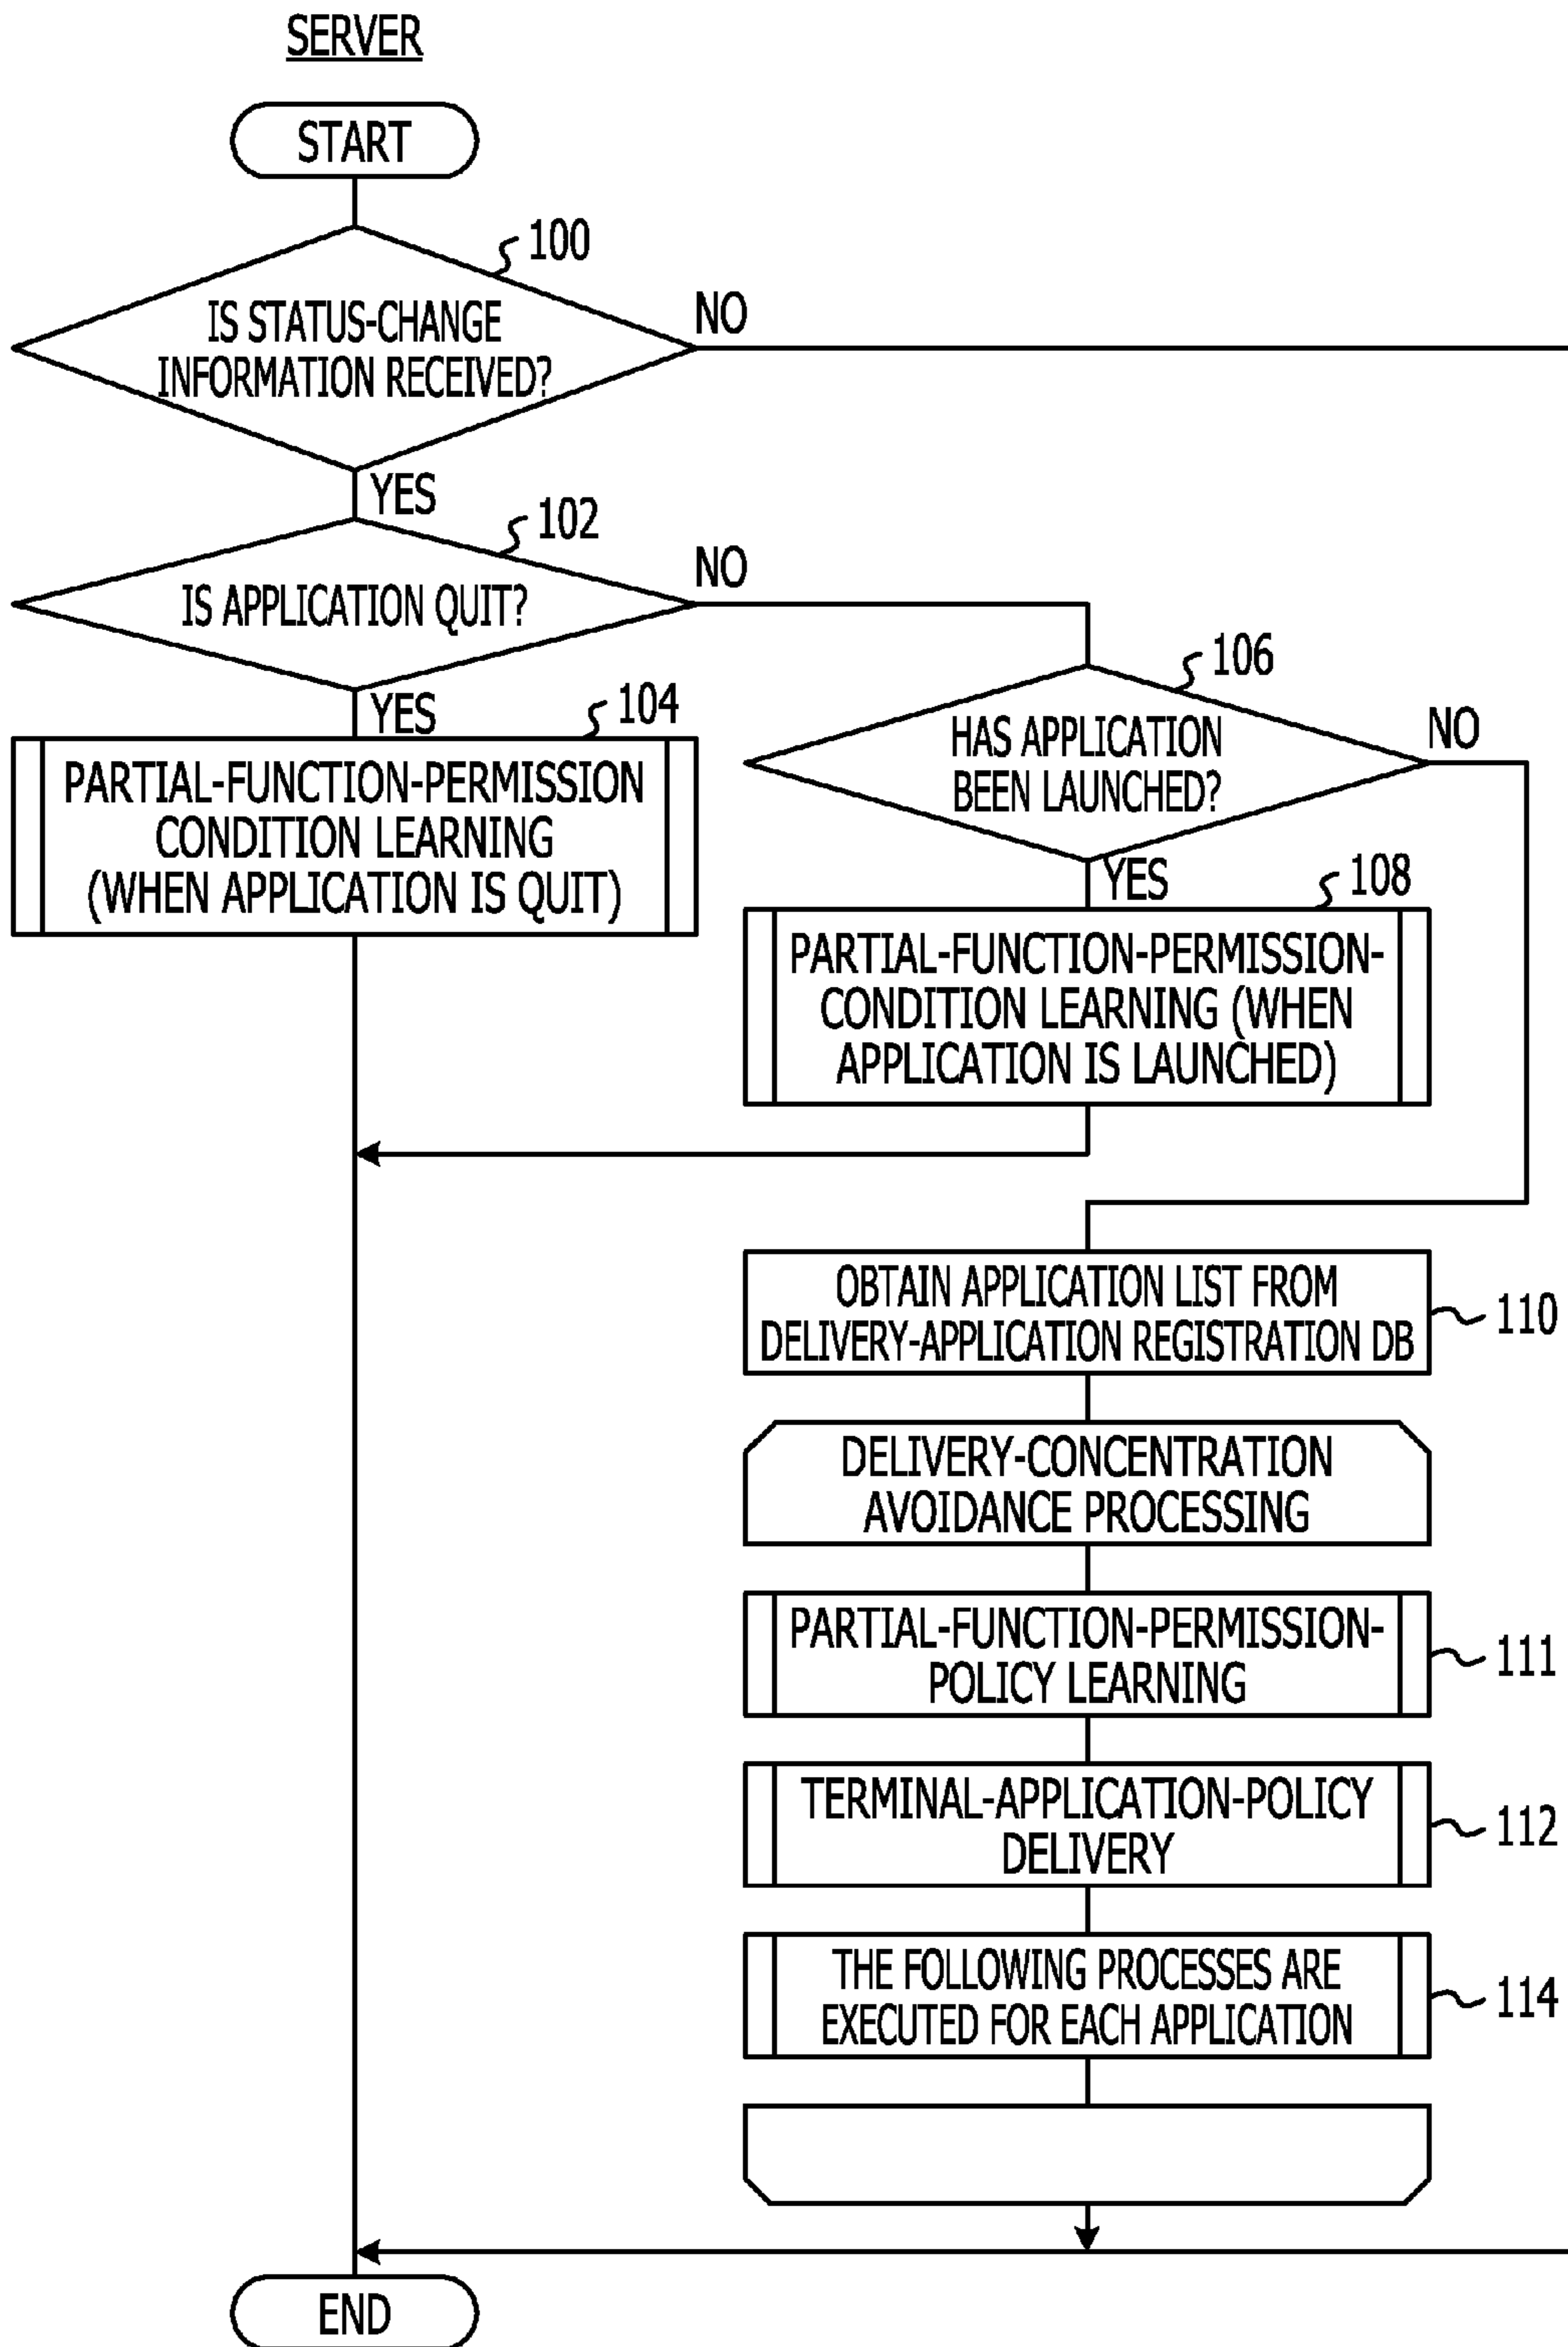 SERVER
START
100
IS STATUS-CHANGE
INFORMATION RECEIVED?
NO
YES
102
IS APPLICATION QUIT?
NO
YES
104
PARTIAL-FUNCTION-PERMISSION
CONDITION LEARNING
(WHEN APPLICATION IS QUIT)
106
HAS APPLICATION
BEEN LAUNCHED?
NO
YES
108
PARTIAL-FUNCTION-PERMISSION-
CONDITION LEARNING (WHEN
APPLICATION IS LAUNCHED)
OBTAIN APPLICATION LIST FROM
DELIVERY-APPLICATION REGISTRATION DB
110
DELIVERY-CONCENTRATION
AVOIDANCE PROCESSING
PARTIAL-FUNCTION-PERMISSION-
POLICY LEARNING
111
TERMINAL-APPLICATION-POLICY
DELIVERY
112
THE FOLLOWING PROCESSES ARE
EXECUTED FOR EACH APPLICATION
114
END